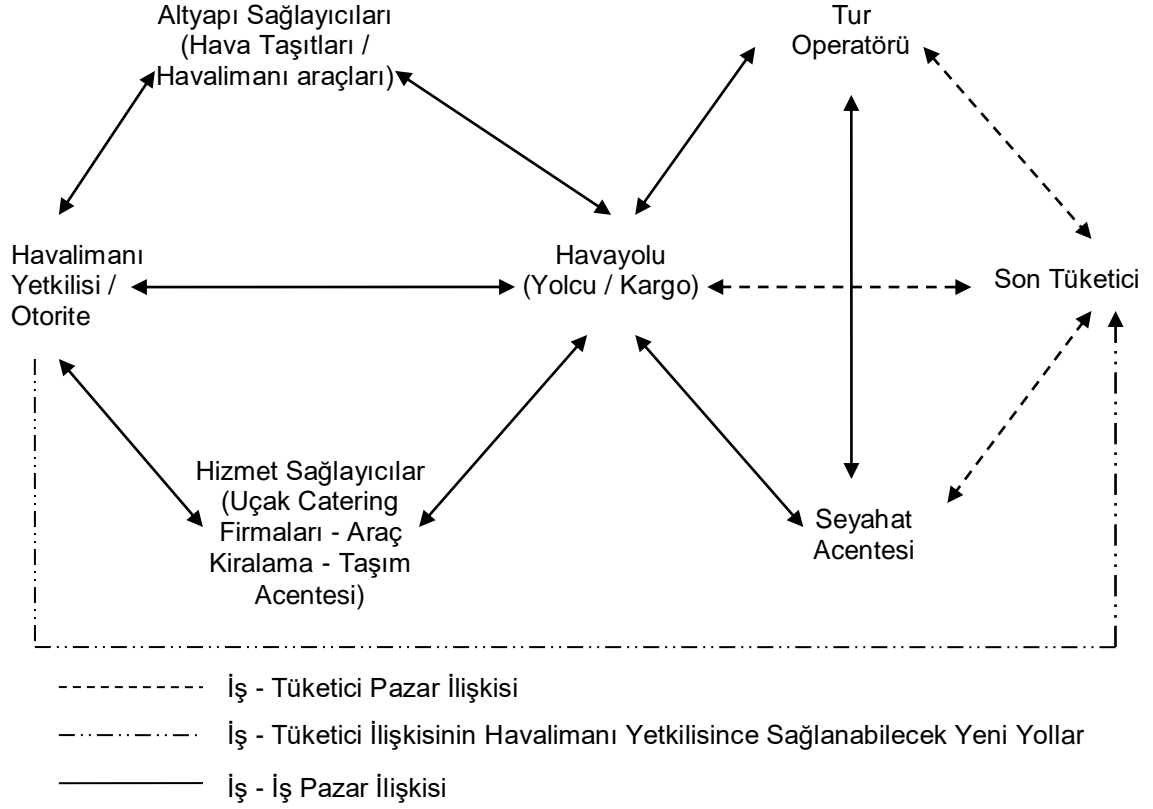 Altyapı Sağlayıcıları
(Hava Taşıtları /
Havalimanı araçları)
Tur
Operatörü
Havalimanı
Yetkilisi /
Otorite
Havayolu
(Yolcu / Kargo)
Son Tüketici
Hizmet Sağlayıcılar
(Uçak Catering
Firmaları - Araç
Kiralama - Taşım
Acentesi)
Seyahat
Acentesi
İş - Tüketici Pazar İlişkisi
İş - Tüketici İlişkisinin Havalimanı Yetkilisince Sağlanabilecek Yeni Yollar
İş - İş Pazar İlişkisi